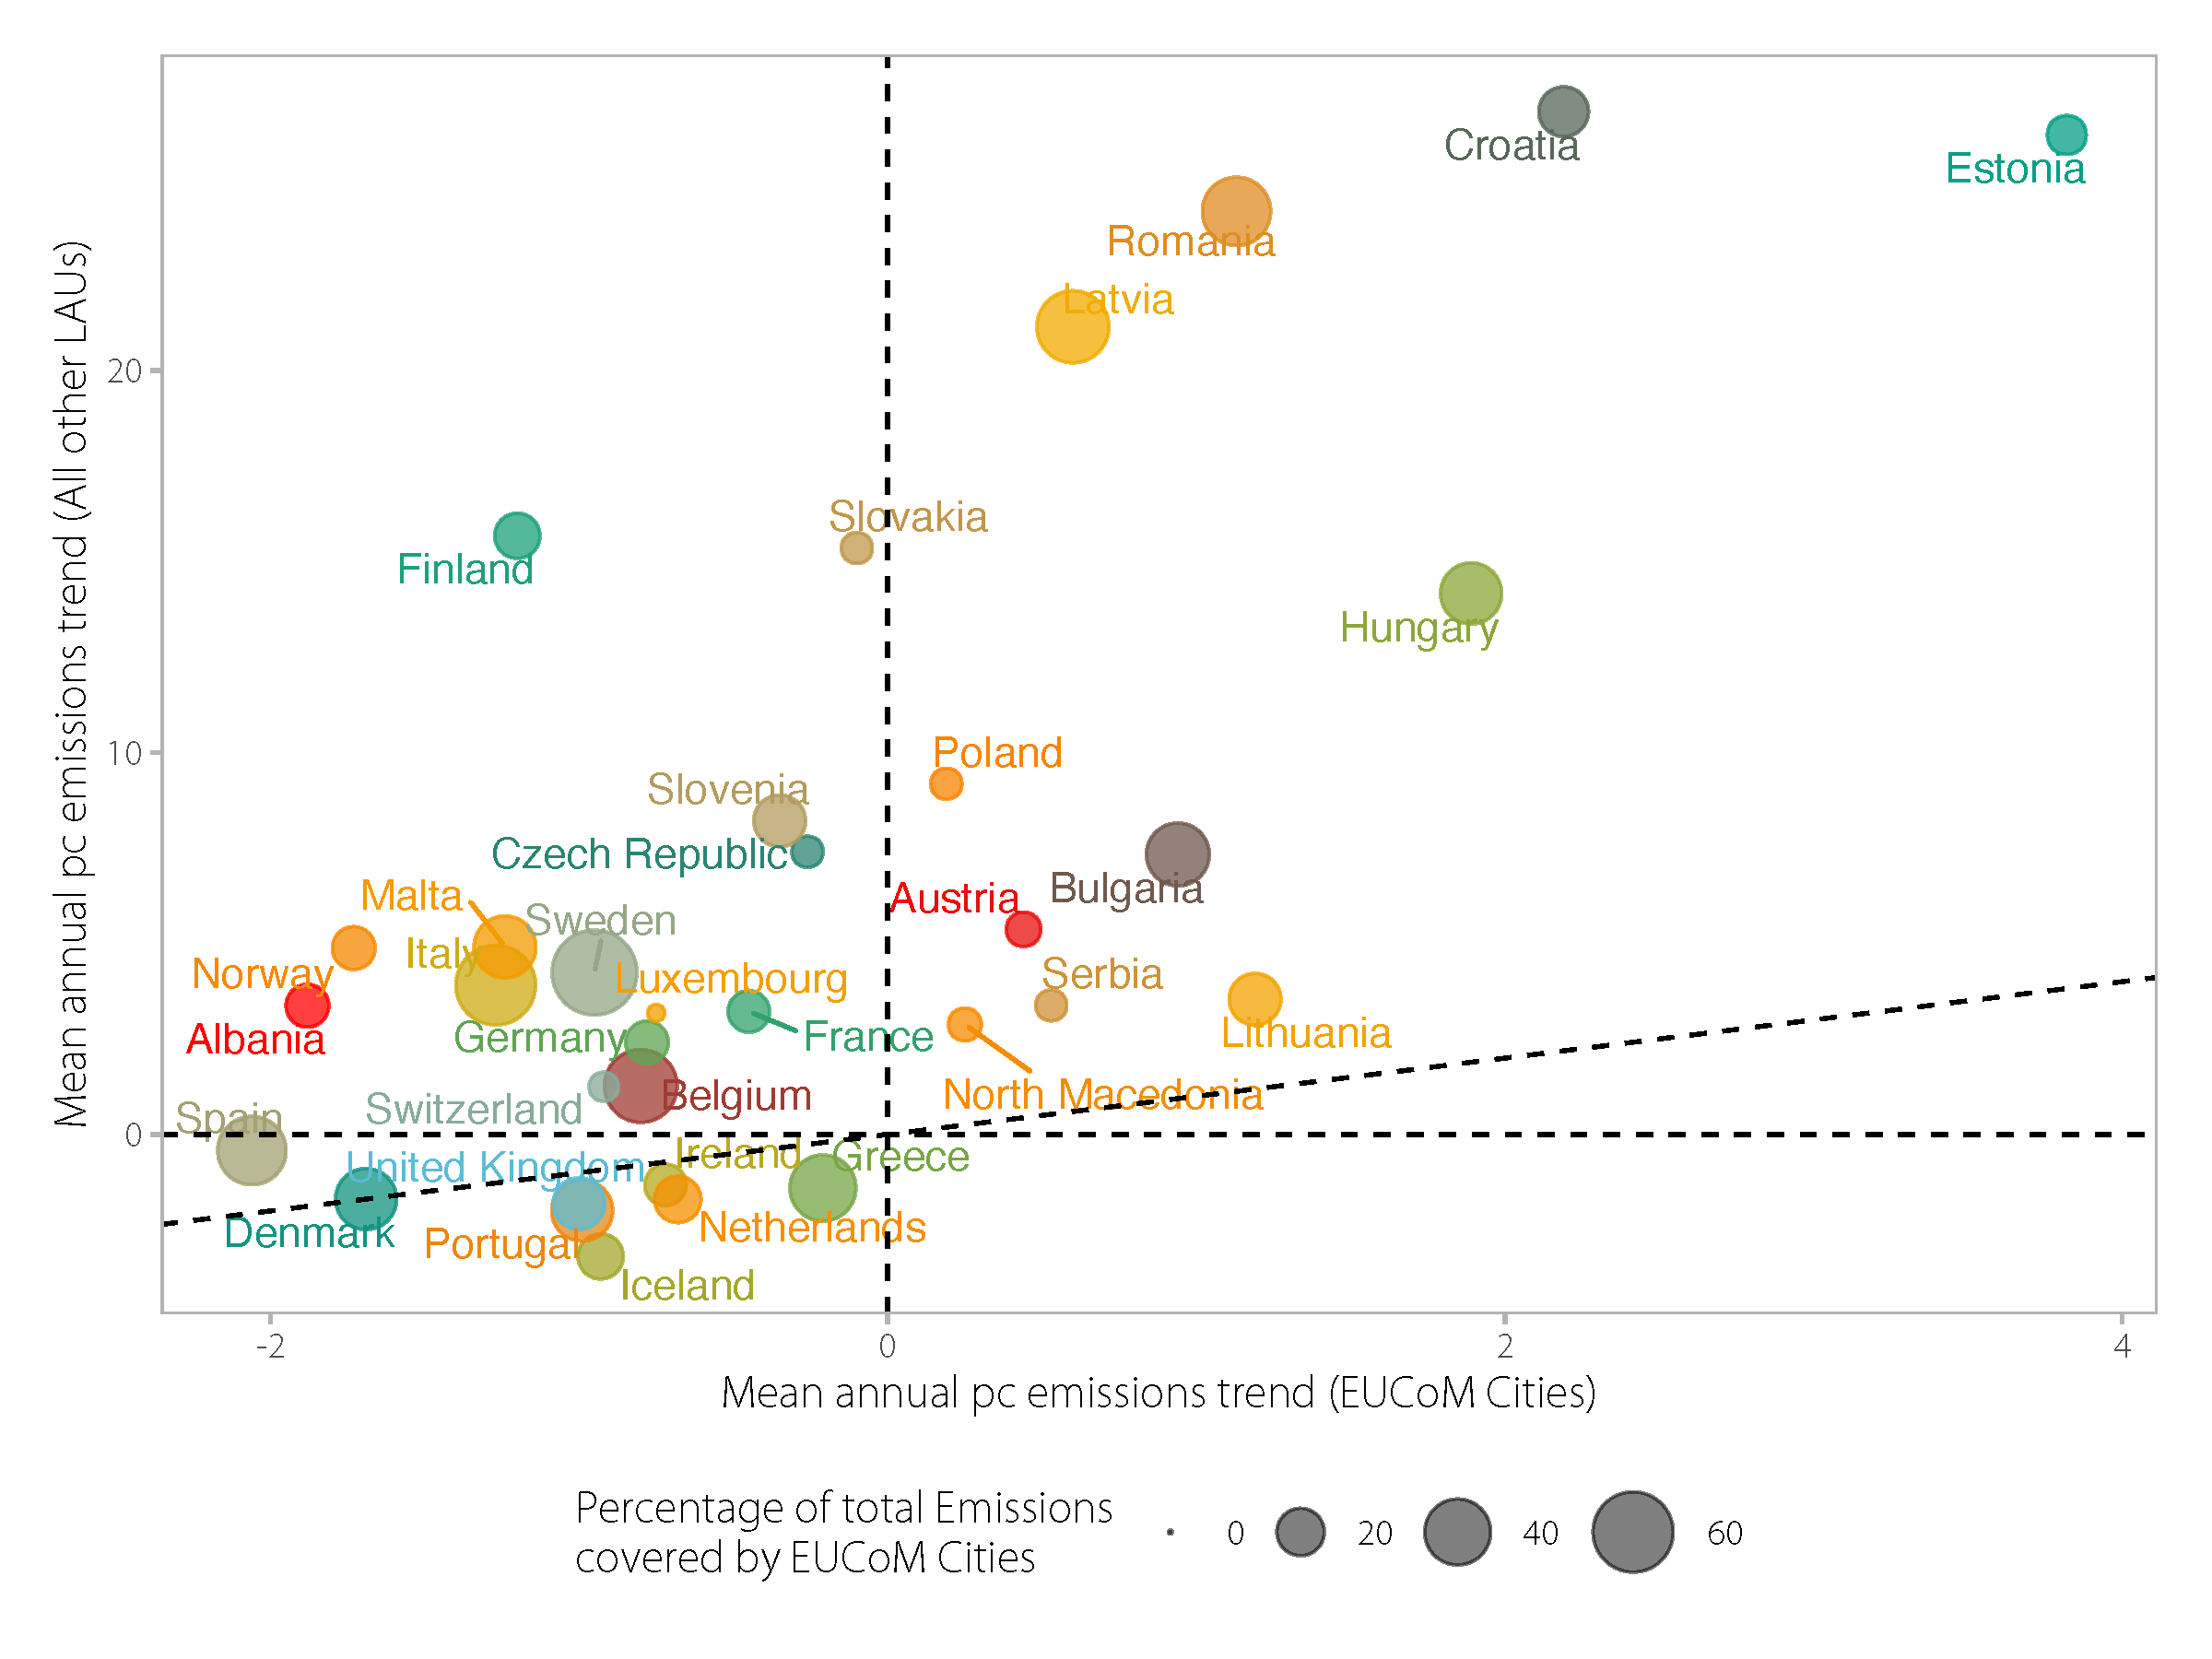 Croatia
Estonia
Romania
Latvia
20
Slovakia
Finland
Hungary
10
Poland
Slovenia
Czech Republic
Malta
Bulgaria
Austria
Sweden
Italy
Norway
Luxembourg
Serbia
Albania
Germany
France
Lithuania
North Macedonia
Switzerland
Belgium
Spain
0
Ireland
Greece
United Kingdom
Denmark
Portugal
Netherlands
Iceland
Mean annual pc emissions trend (All other LAUs)
-2
0
2
4
Mean annual pc emissions trend (EUCoM Cities)
Percentage of total Emissions
covered by EUCoM Cities
0
20
40
60